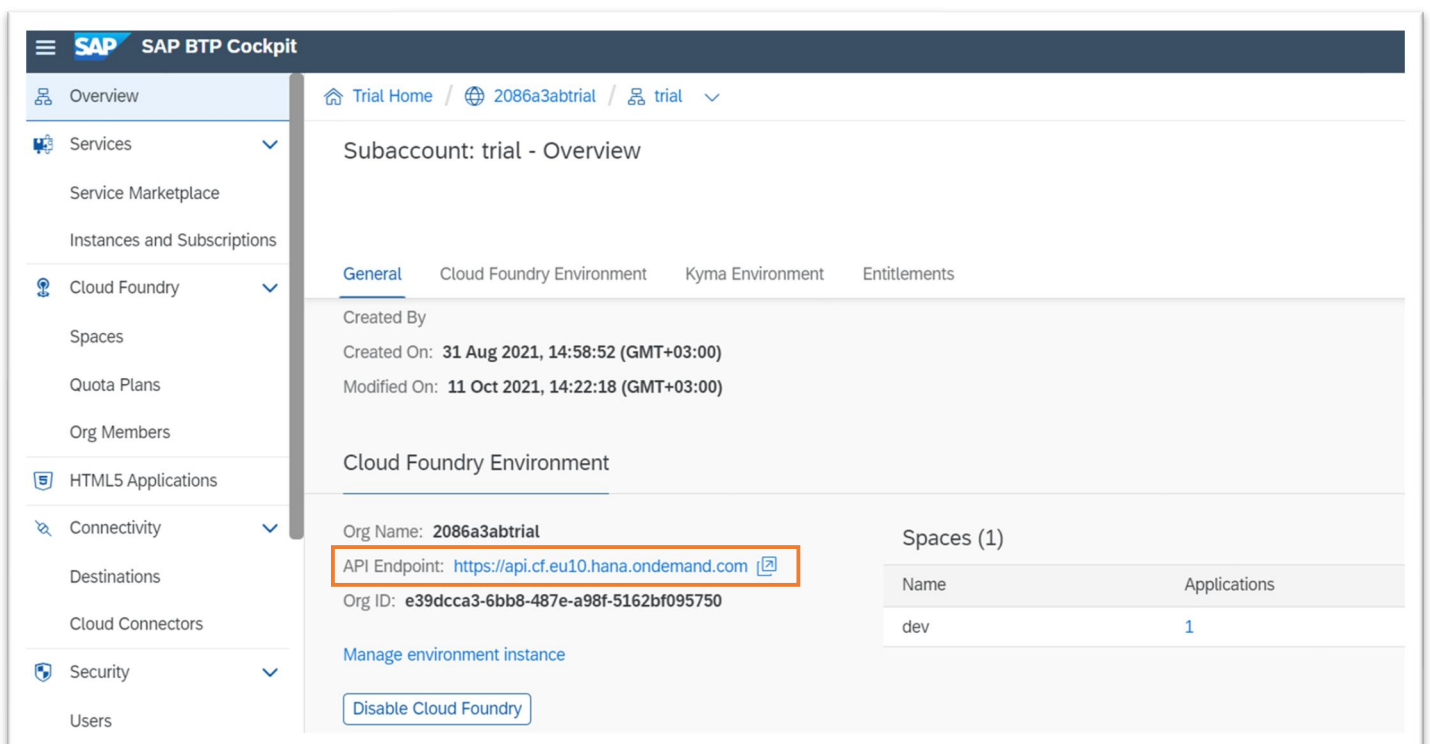 SAP SAP BTP Cockpit
Overview
Services
Service Marketplace
Instances and Subscriptions
Cloud Foundry
Spaces
Quota Plans
Org Members
HTML5 Applications
Connectivity
Destinations
Cloud Connectors
Security
Users
Trial Home / 2086a3abtrial / trial
Subaccount: trial - Overview
General Cloud Foundry Environment Kyma Environment Entitlements
Created By
Created On: 31 Aug 2021, 14:58:52 (GMT+03:00)
Modified On: 11 Oct 2021, 14:22:18 (GMT+03:00)
Cloud Foundry Environment
Org Name: 2086a3abtrial
API Endpoint: https://api.cf.eu10.hana.ondemand.com
Org ID: e39dcca3-6bb8-487e-a98f-5162bf095750
Manage environment instance
Disable Cloud Foundry
Spaces (1)
Name Applications
dev 1